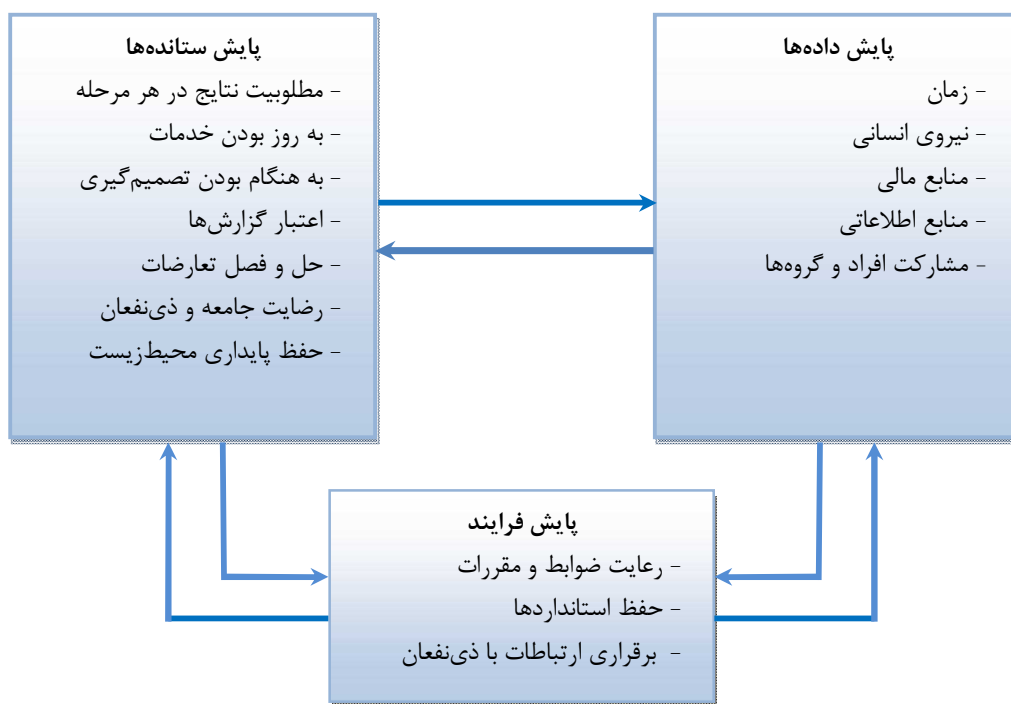 پایش داده‌ها
- زمان
- نیروی انسانی
- منابع مالی
- منابع اطلاعاتی
- مشارکت افراد و گروه‌ها
پایش ستانده‌ها
- مطلوبیت نتایج در هر مرحله
- به روز بودن خدمات
- به هنگام بودن تصمیم‌گیری
- اعتبار گزارش‌ها
- حل و فصل تعارضات
- رضایت جامعه و ذی‌نفعان
- حفظ پایداری محیط‌زیست
پایش فرایند
- رعایت ضوابط و مقررات
- حفظ استانداردها
- برقراری ارتباطات با ذی‌نفعان